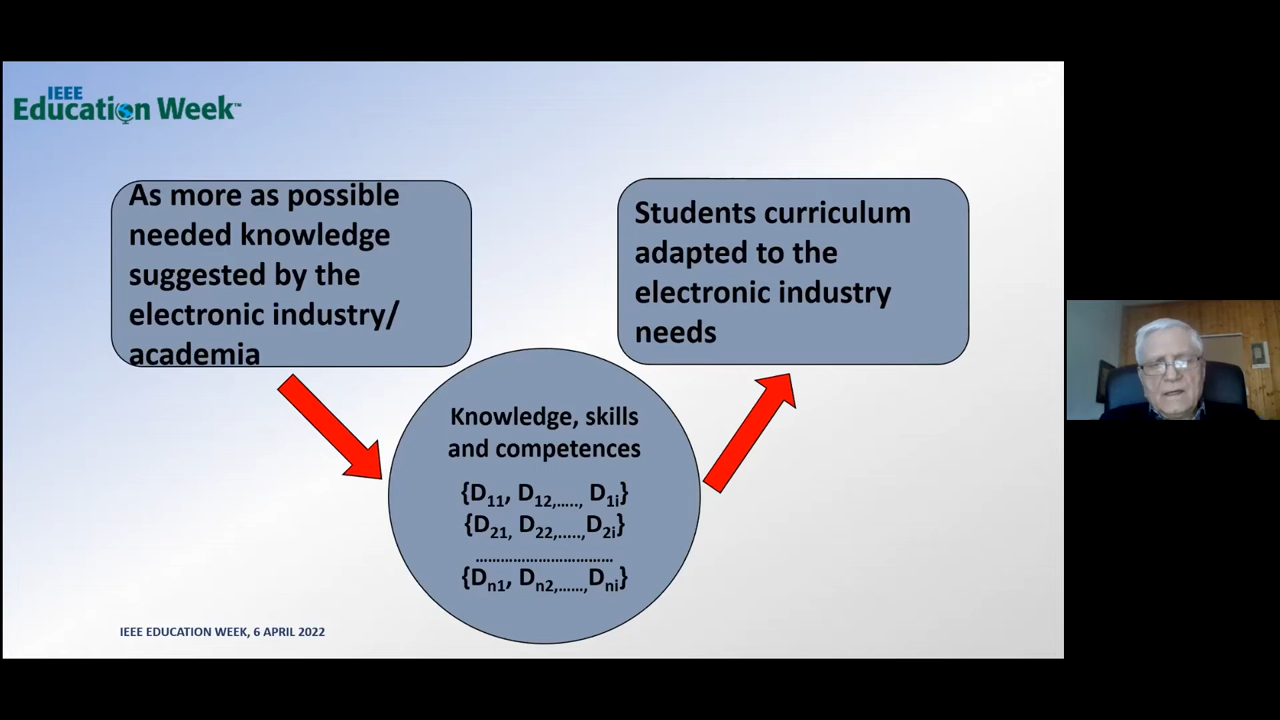 IEEE
Education Week™
As more as possible
needed knowledge
suggested by the
electronic industry/
academia
Students curriculum
adapted to the
electronic industry
needs
Knowledge, skills
and competences
{D11, D12,....., D1i}
{D21, D22,.....,D2i}
.................................
{Dn1, Dn2,......,Dni}
IEEE EDUCATION WEEK, 6 APRIL 2022